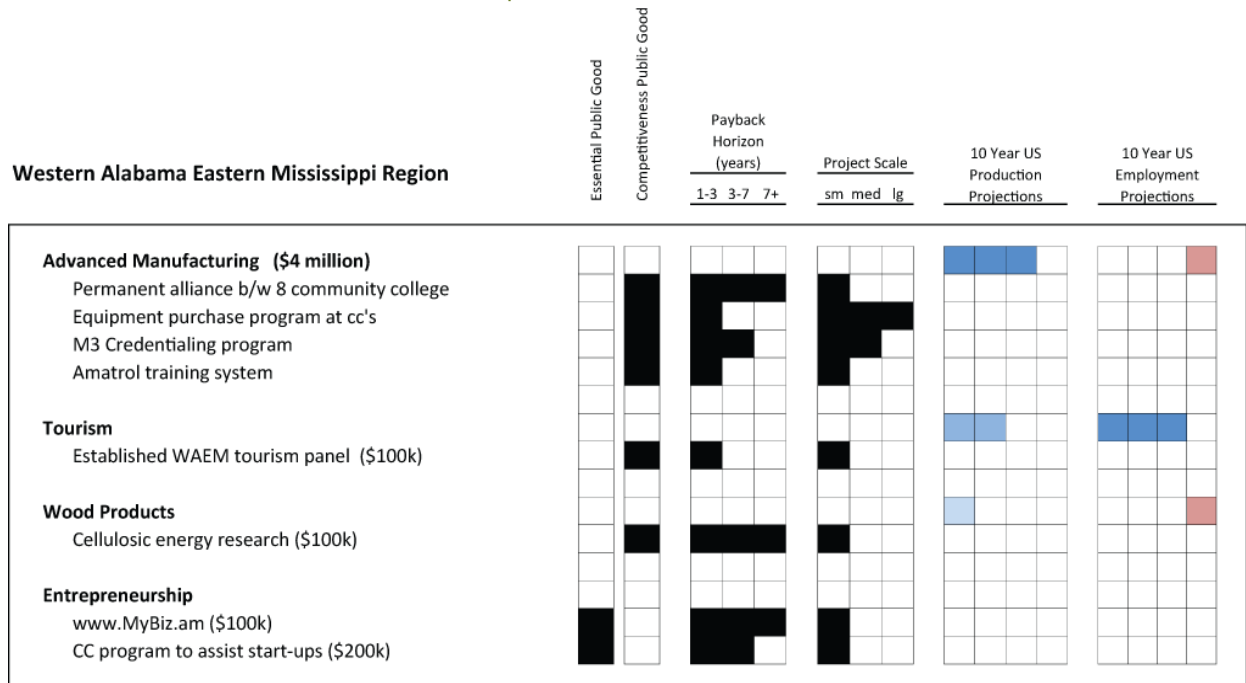 Essential Public Good
Competitiveness Public Good
Payback
Horizon
(years)
1-3 3-7 7+
Project Scale
sm med lg
10 Year US
Production
Projections
10 Year US
Employment
Projections
Western Alabama Eastern Mississippi Region
Advanced Manufacturing ($4 million)
Permanent alliance b/w 8 community college
Equipment purchase program at cc's
M3 Credentialing program
Amatrol training system
Tourism
Established WAEM tourism panel ($100k)
Wood Products
Cellulosic energy research ($100k)
Entrepreneurship
www.MyBiz.am ($100k)
CC program to assist start-ups ($200k)